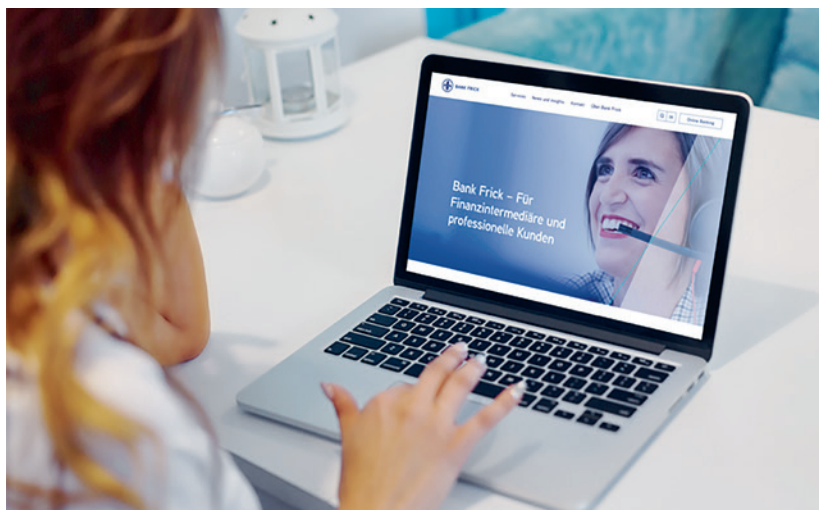 BANK FRICK
Services News und Insights Kontakt Über Bank Frick
Online Banking
Bank Frick – Für
Finanzintermediäre und
professionelle Kunden